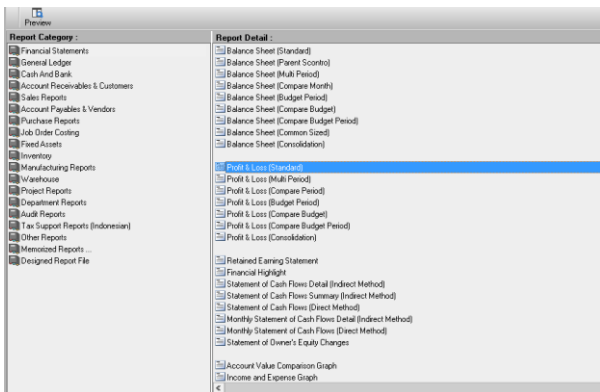 Preview
Report Category :
Financial Statements
General Ledger
Cash And Bank
Account Receivables & Customers
Sales Reports
Account Payables & Vendors
Purchase Reports
Job Order Costing
Fixed Assets
Inventory
Manufacturing Reports
Warehouse
Project Reports
Department Reports
Audit Reports
Tax Support Reports (Indonesian)
Other Reports
Memorized Reports ...
Designed Report File
Report Detail :
Balance Sheet (Standard)
Balance Sheet (Parent Scontro)
Balance Sheet (Multi Period)
Balance Sheet (Compare Month)
Balance Sheet (Budget Period)
Balance Sheet (Compare Budget)
Balance Sheet (Compare Budget Period)
Balance Sheet (Common Sized)
Balance Sheet (Consolidation)
Profit & Loss (Standard)
Profit & Loss (Multi Period)
Profit & Loss (Compare Period)
Profit & Loss (Budget Period)
Profit & Loss (Compare Budget)
Profit & Loss (Compare Budget Period)
Profit & Loss (Consolidation)
Retained Earning Statement
Financial Highlight
Statement of Cash Flows Detail (Indirect Method)
Statement of Cash Flows Summary (Indirect Method)
Statement of Cash Flows (Direct Method)
Monthly Statement of Cash Flows Detail (Indirect Method)
Monthly Statement of Cash Flows (Direct Method)
Statement of Owner's Equity Changes
Account Value Comparison Graph
Income and Expense Graph